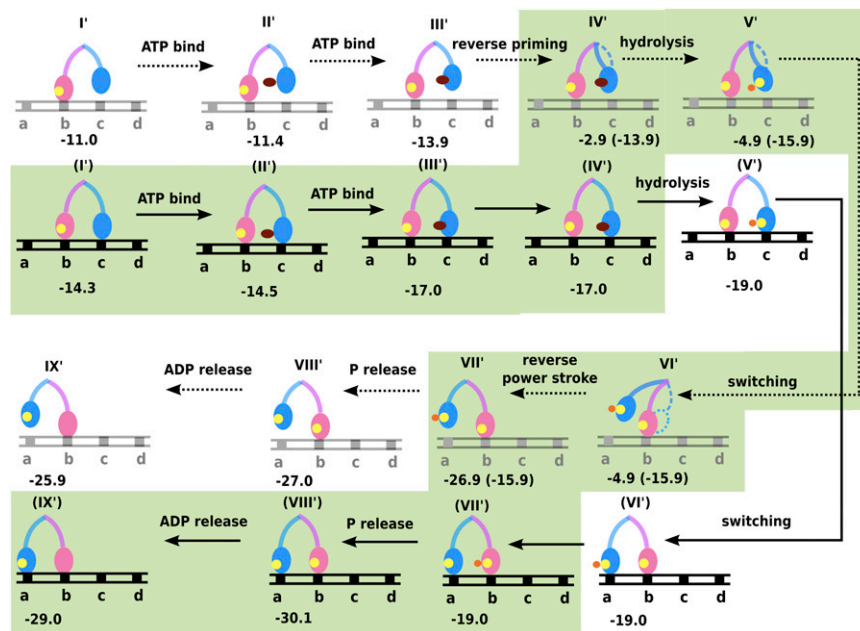 I' II' III' IV' V'
ATP bind ATP bind reverse priming hydrolysis
a b c d a b c d a b c d a b c d a b c d
-11.0 -11.4 -13.9 -2.9 (-13.9) -4.9 (-15.9)
(I') (II') (III') (IV') (V')
ATP bind ATP bind hydrolysis
a b c d a b c d a b c d a b c d a b c d
-14.3 -14.5 -17.0 -17.0 -19.0
IX' ADP release VIII' P release VII' reverse VI' switching
power stroke
a b c d a b c d a b c d a b c d
-25.9 -27.0 -26.9 (-15.9) -4.9 (-15.9)
(IX') ADP release (VIII') P release (VII') (VI') switching
a b c d a b c d a b c d a b c d
-29.0 -30.1 -19.0 -19.0